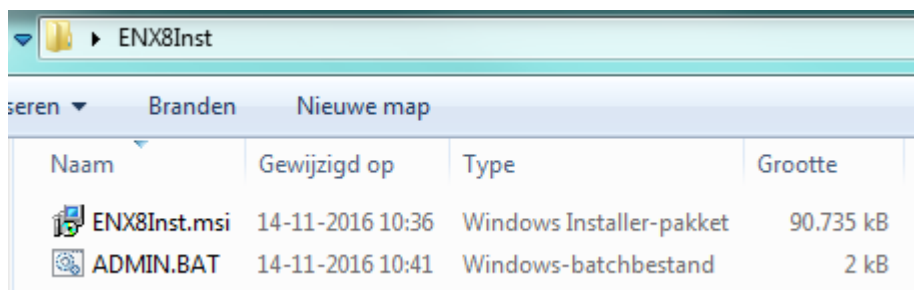 ENX8Inst
seren Branden Nieuwe map
Naam Gewijzigd op Type Grootte
ENX8Inst.msi 14-11-2016 10:36 Windows Installer-pakket 90.735 kB
ADMIN.BAT 14-11-2016 10:41 Windows-batchbestand 2 kB